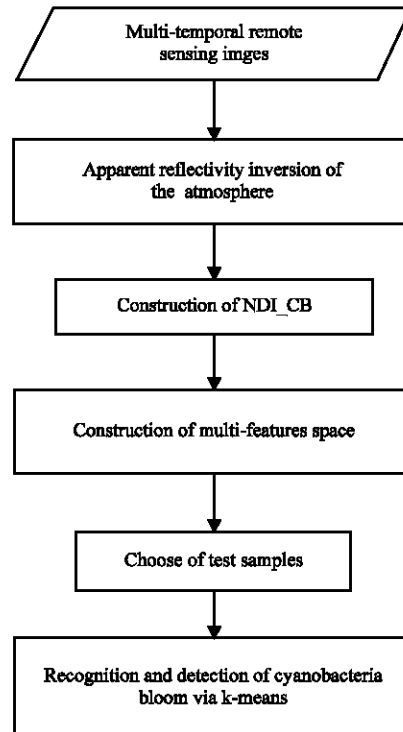 Multi-temporal remote
sensing imges
Apparent reflectivity inversion of
the atmosphere
Construction of NDI_CB
Construction of multi-features space
Choose of test samples
Recognition and detection of cyanobacteria
bloom via k-means